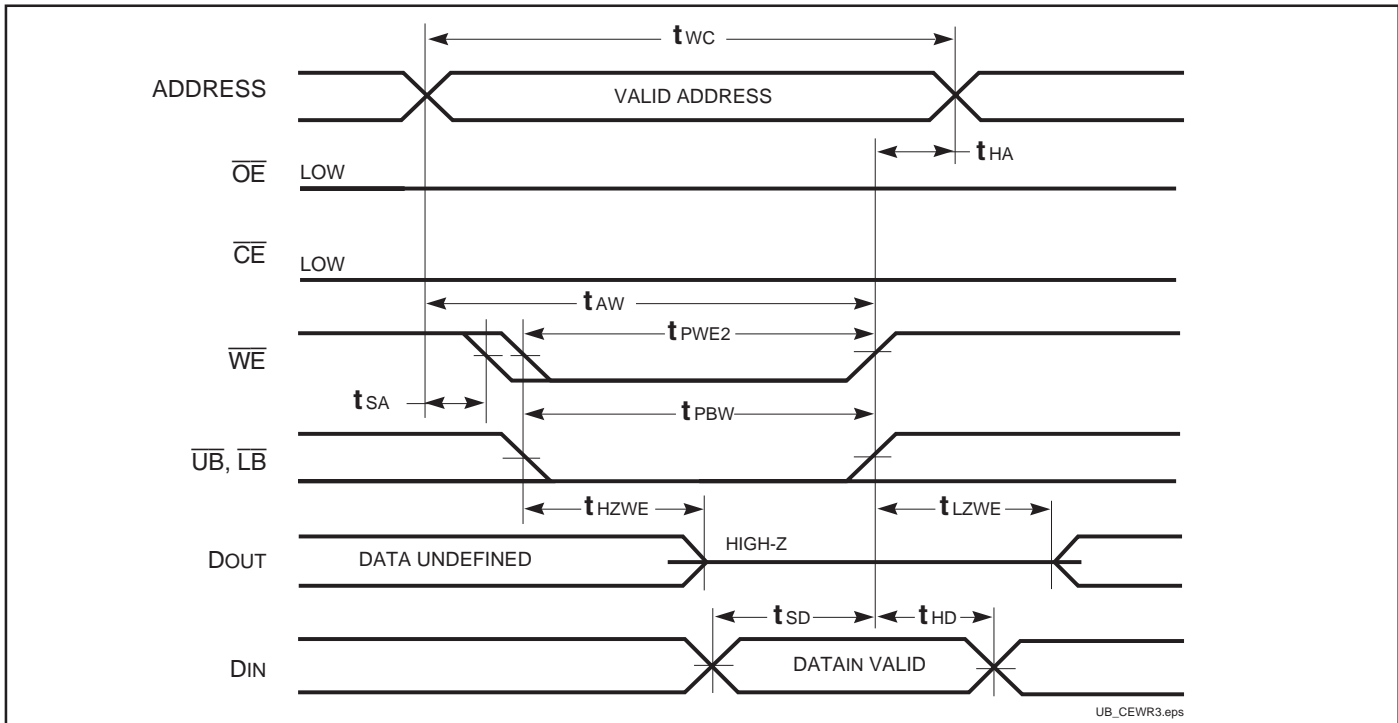 tWC
ADDRESS
VALID ADDRESS
tHA
OE
LOW
CE
LOW
tAW
tPWE2
WE
tSA
tPBW
UB, LB
tHZWE
tLZWE
DOUT
DATA UNDEFINED
HIGH-Z
tSD
tHD
DIN
DATAIN VALID
UB_CEWR3.eps